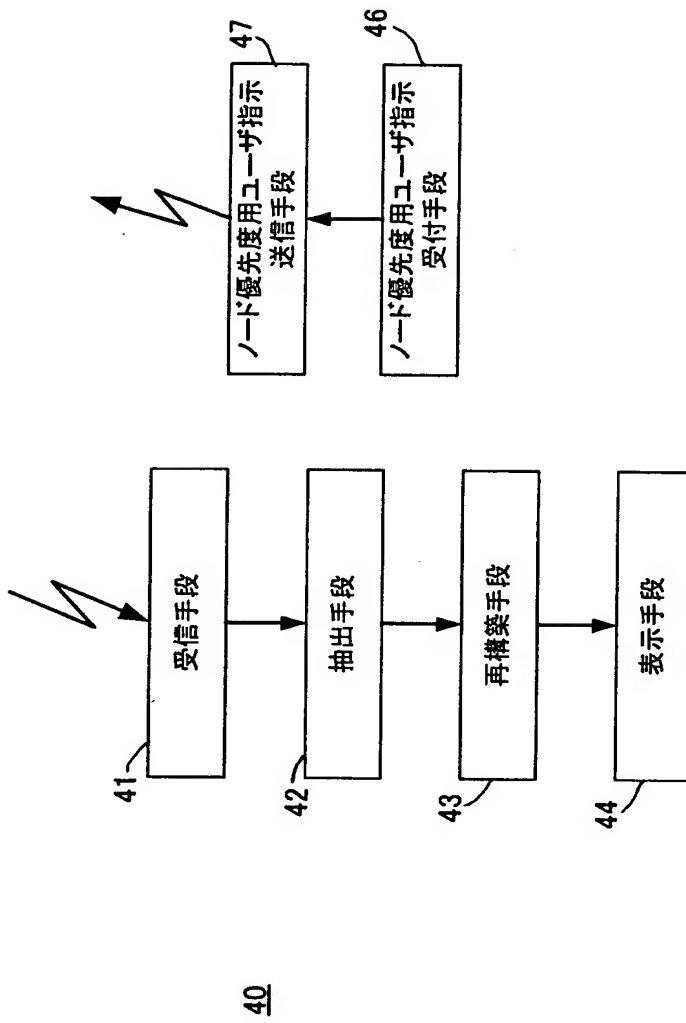 40
41
受信手段
42
抽出手段
43
再構築手段
44
表示手段
47
ノード優先度用ユーザ指示
送信手段
46
ノード優先度用ユーザ指示
受付手段